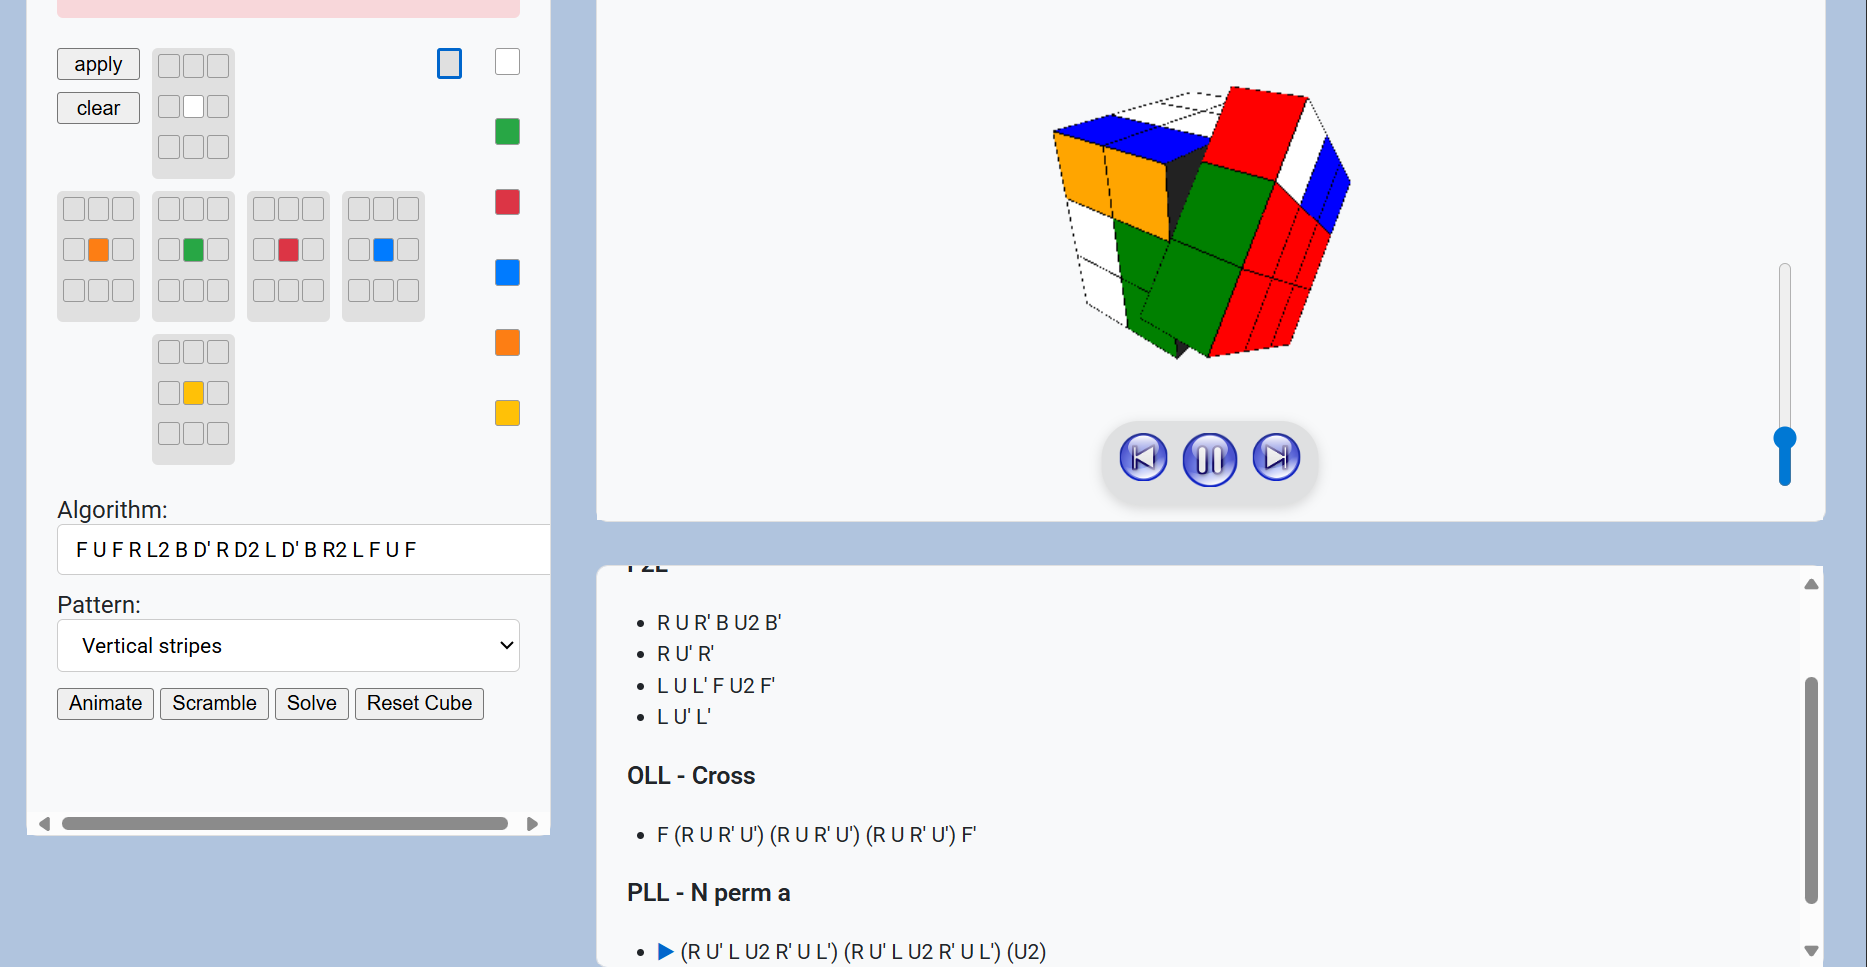 apply
clear
Algorithm:
F U F R L2 B D' R D2 L D' B R2 L F U F
Pattern:
Vertical stripes
Animate Scramble Solve Reset Cube
F2L
R U R' B U2 B'
R U' R'
L U L' F U2 F'
L U' L'
OLL - Cross
F (R U R' U') (R U R' U') (R U R' U') F'
PLL - N perm a
(R U' L U2 R' U L') (R U' L U2 R' U L') (U2)